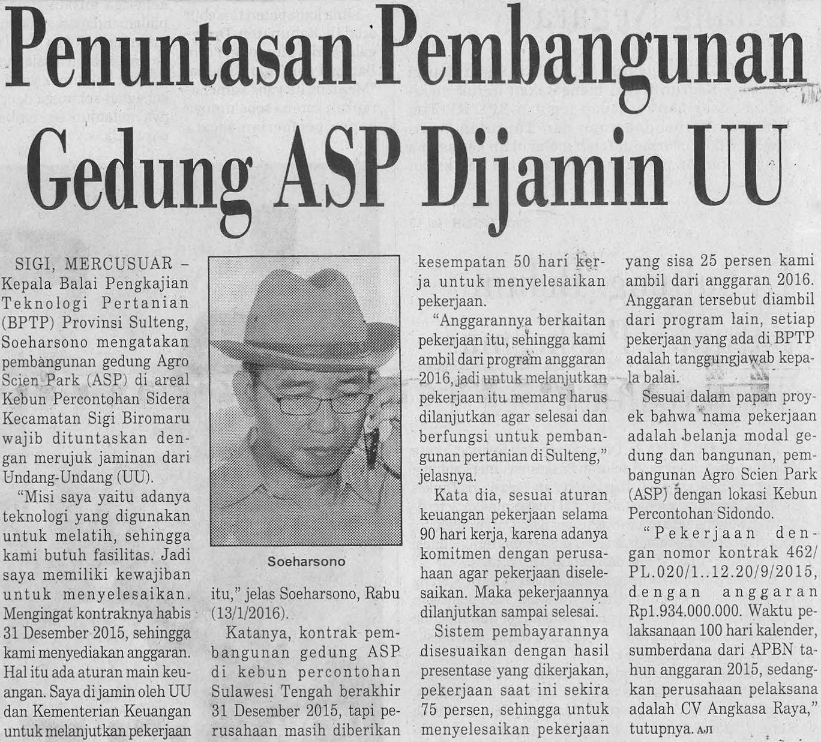 Penuntasan Pembangunan
Gedung ASP Dijamin UU
SIGI, MERCUSUAR –
Kepala Balai Pengkajian
Teknologi Pertanian
(BPTP) Provinsi Sulteng,
Soeharsono mengatakan
pembangunan gedung Agro
Scien Park (ASP) di areal
Kebun Percontohan Sidera
Kecamatan Sigi Biromaru
wajib dituntaskan den-
gan merujuk jaminan dari
Undang-Undang (UU).
"Misi saya yaitu adanya
teknologi yang digunakan
untuk melatih, sehingga
kami butuh fasilitas. Jadi
saya memiliki kewajiban
untuk menyelesaikan.
Mengingat kontraknya habis
31 Desember 2015, sehingga
kami menyediakan anggaran.
Hal itu ada aturan main keu-
angan. Saya di jamin oleh UU
dan Kementerian Keuangan
untuk melanjutkan pekerjaan
Soeharsono
itu," jelas Soeharsono, Rabu
(13/1/2016).
Katanya, kontrak pem-
bangunan gedung ASP
di kebun percontohan
Sulawesi Tengah berakhir
31 Desember 2015, tapi pe-
rusahaan masih diberikan
kesempatan 50 hari ker-
ja untuk menyelesaikan
pekerjaan.
"Anggarannya berkaitan
pekerjaan itu, sehingga kami
ambil dari program anggaran
2016, jadi untuk melanjutkan
pekerjaan itu memang harus
dilanjutkan agar selesai dan
berfungsi untuk pemban-
gunan pertanian di Sulteng,"
jelasnya.
Kata dia, sesuai aturan
keuangan pekerjaan selama
90 hari kerja, karena adanya
komitmen dengan perusa-
haan agar pekerjaan disele-
saikan. Maka pekerjaannya
dilanjutkan sampai selesai.
Sistem pembayarannya
disesuaikan dengan hasil
presentase yang dikerjakan,
pekerjaan saat ini sekira
75 persen, sehingga untuk
menyelesaikan pekerjaan
yang sisa 25 persen kami
ambil dari anggaran 2016.
Anggaran tersebut diambil
dari program lain, setiap
pekerjaan yang ada di BPTP
adalah tanggungjawab kepa-
la balai.
Sesuai dalam papan proy-
ek bahwa nama pekerjaan
adalah belanja modal ge-
dung dan bangunan, pem-
bangunan Agro Scien Park
(ASP) dengan lokasi Kebun
Percontohan Sidondo.
"Pekerjaan den-
gan nomor kontrak 462/
PL.020/1..12.20/9/2015,
dengan anggaran
Rp1.934.000.000. Waktu pe-
laksanaan 100 hari kalender,
sumberdana dari APBN ta-
hun anggaran 2015, sedang-
kan perusahaan pelaksana
adalah CV Angkasa Raya,"
tutupnya. AJI